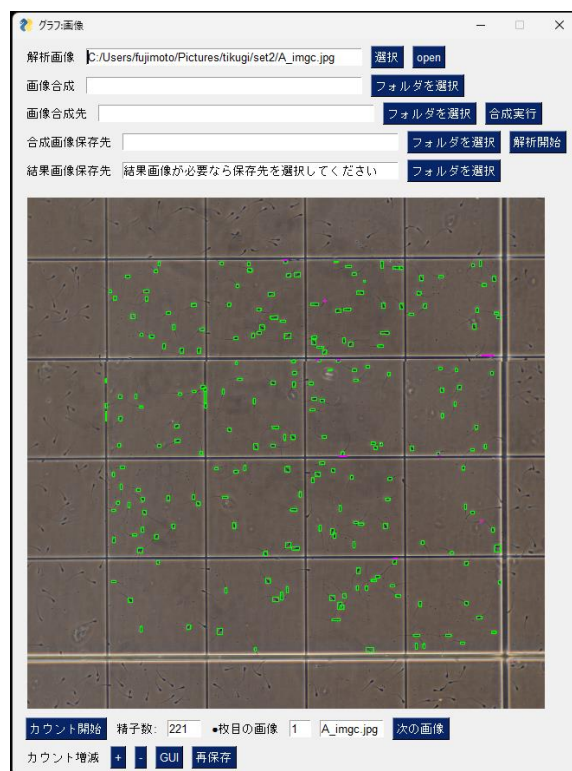 グラフ:画像
解析画像 C:/Users/fujimoto/Pictures/tikugi/set2/A_imgc.jpg 選択 open
画像合成 フォルダを選択
画像合成先 フォルダを選択 合成実行
合成画像保存先 フォルダを選択 解析開始
結果画像保存先 結果画像が必要なら保存先を選択してください フォルダを選択
カウント開始 精子数: 221 •枚目の画像 1 A_imgc.jpg 次の画像
カウント増減 + - GUI 再保存